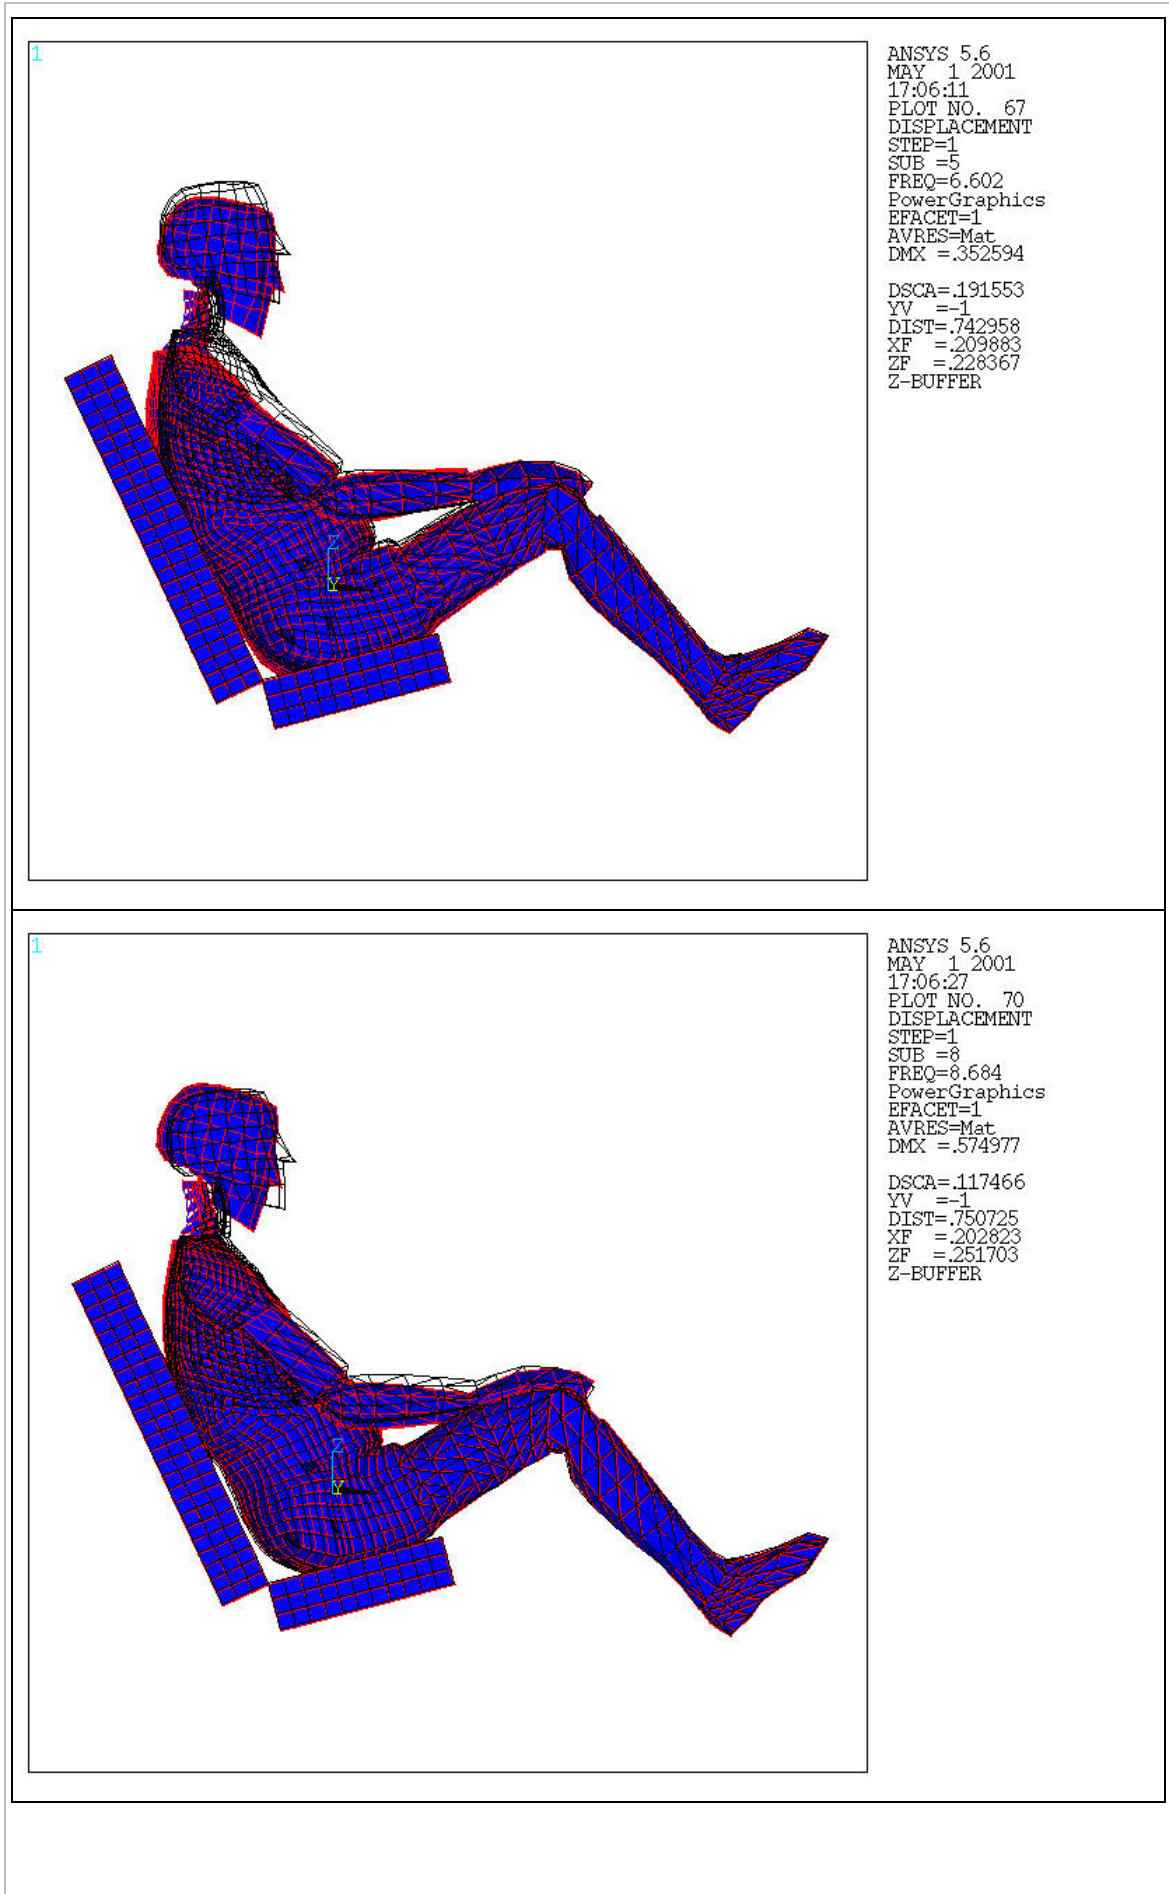 1
ANSYS 5.6
MAY  1 2001
17:06:11
PLOT NO.  67
DISPLACEMENT
STEP=1
SUB =5
FREQ=6.602
PowerGraphics
EFACET=1
AVRES=Mat
DMX =.352594
DSCA=.191553
YV  =-1
DIST=.742958
XF  =.209883
ZF  =.228367
Z-BUFFER
Z
Y
1
ANSYS 5.6
MAY  1 2001
17:06:27
PLOT NO.  70
DISPLACEMENT
STEP=1
SUB =8
FREQ=8.684
PowerGraphics
EFACET=1
AVRES=Mat
DMX =.574977
DSCA=.117466
YV  =-1
DIST=.750725
XF  =.202823
ZF  =.251703
Z-BUFFER
Z
Y